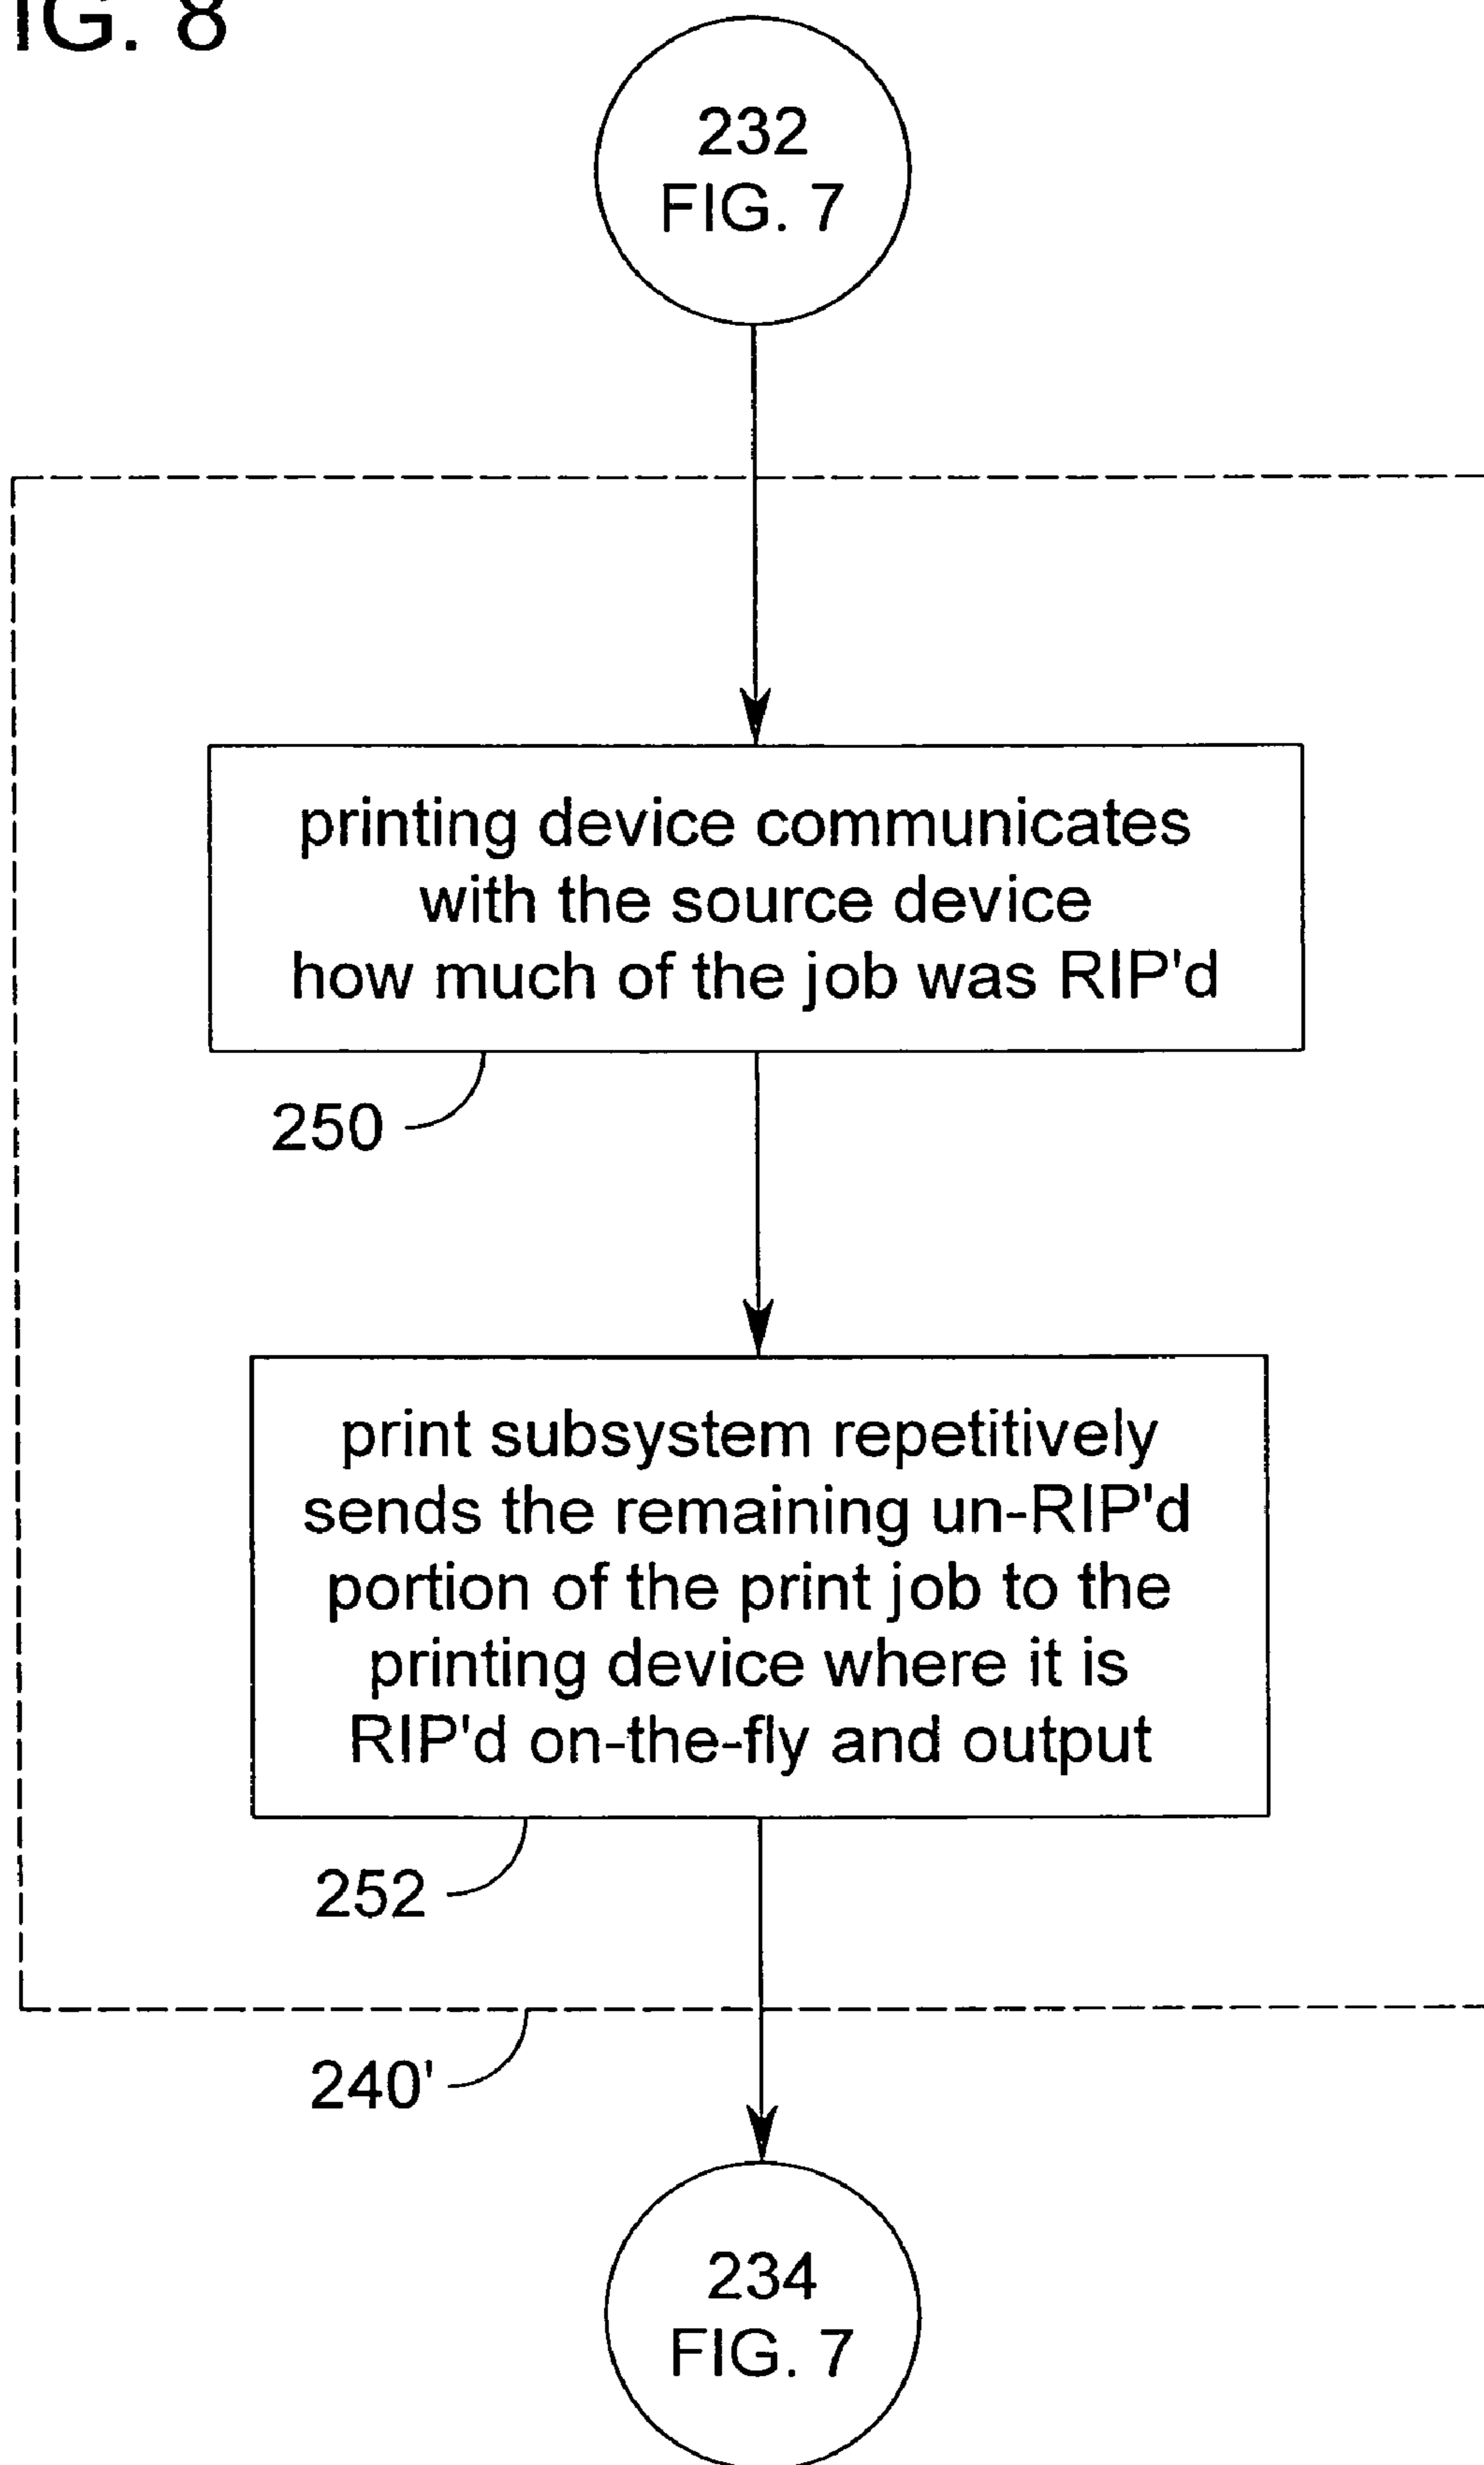 IG. 8
232
FIG. 7
printing device communicates
with the source device
how much of the job was RIP'd
250
print subsystem repetitively
sends the remaining un-RIP'd
portion of the print job to the
printing device where it is
RIP'd on-the-fly and output
252
240'
234
FIG. 7